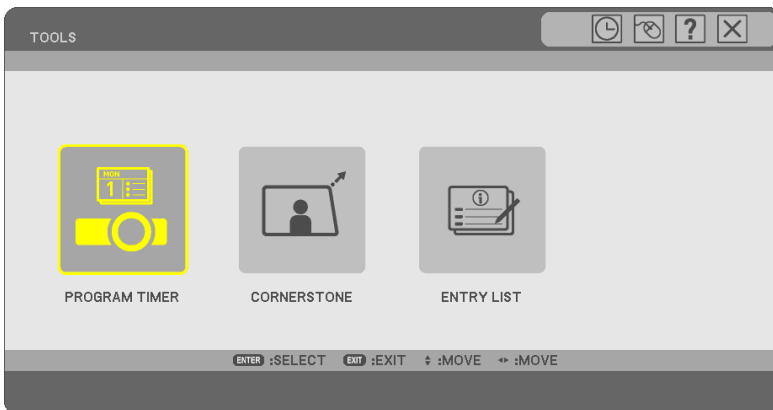 TOOLS
?
MON
1
PROGRAM TIMER
CORNERSTONE
ENTRY LIST
ENTER :SELECT EXIT :EXIT :MOVE :MOVE